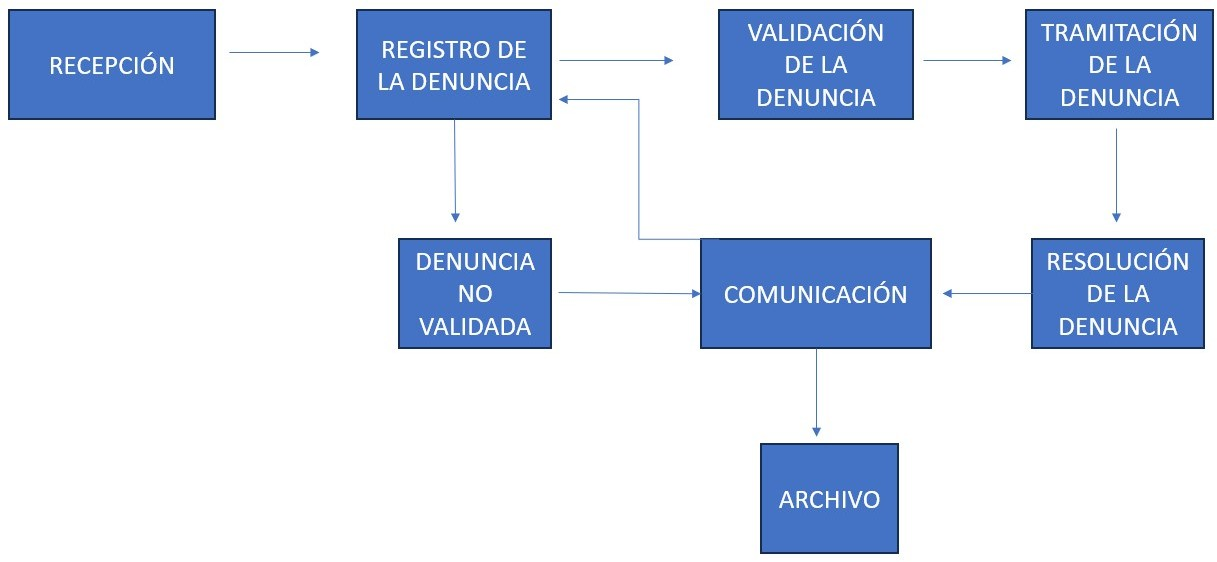 RECEPCIÓN
REGISTRO DE
LA DENUNCIA
VALIDACIÓN
DE LA
DENUNCIA
TRAMITACIÓN
DE LA
DENUNCIA
DENUNCIA
NO
VALIDADA
COMUNICACIÓN
RESOLUCIÓN
DE LA
DENUNCIA
ARCHIVO